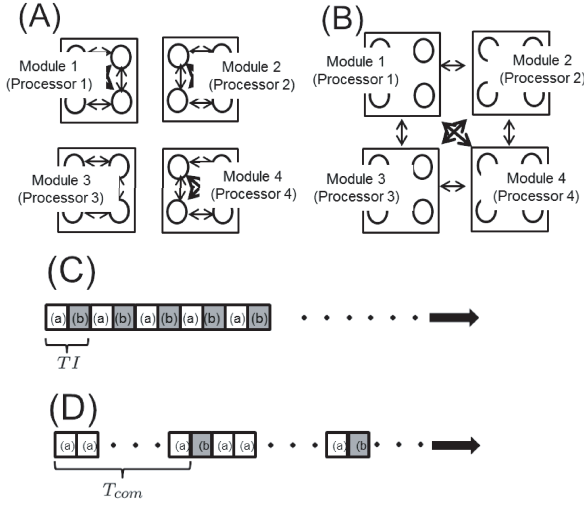 (A)
Module 1
(Processor 1)
Module 2
(Processor 2)
Module 3
(Processor 3)
Module 4
(Processor 4)
(B)
Module 1
(Processor 1)
Module 2
(Processor 2)
Module 3
(Processor 3)
Module 4
(Processor 4)
(C)
(a) (b) (a) (b) (a) (b) (a) (b) (a) (b)
TI
(D)
(a) (a) (a) (b (a) (a) (a) (b
T_com